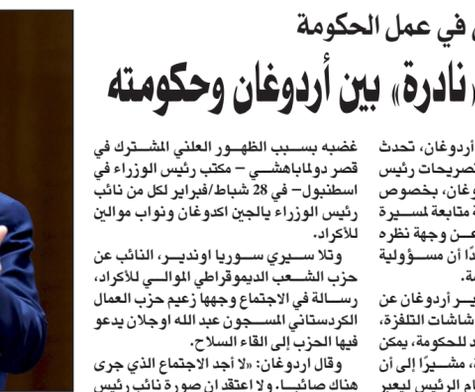 في عمل الحكومة
نادرة» بين أردوغان وحكومته
أردوغان، تحدث
تصريحات رئيس
بخصوص
متابعة لمسيرة
عن وجهة نظره
أن مسؤولية
أردوغان عن
شاشات التلفزة،
للحكومة، يمكن
مشيراً إلى أن
الرئيس ليعبر
غضبه بسبب الظهور العلني المشترك في
قصر دولماباهشي – مكتب رئيس الوزراء في
اسطنبول– في 28 شباط/فبراير لكل من نائب
رئيس الوزراء يالجين اكدوغان ونواب موالين
للأكراد.
وتلا سيري سوريا اوندير، النائب عن
حزب الشعب الديموقراطي الموالي للأكراد،
رسالة في الاجتماع وجهها زعيم حزب العمال
الكردستاني المسجون عبد الله اوجلان يدعو
فيها الحزب إلى القاء السلاح.
وقال اردوغان: «لا أجد الاجتماع الذي جرى
هناك صائبا. ولا اعتقد ان صورة نائب رئيس